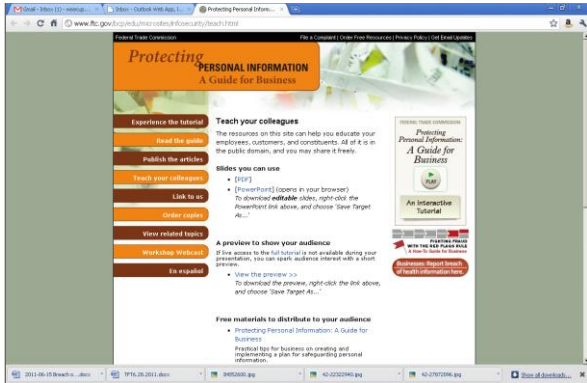 Gmail - Inbox (1) - 
Inbox - Outlook Web App, l...
Protecting Personal Inform...
www.ftc.gov/bcp/edu/microsites/infosecurity/teach.html
Federal Trade Commission
File a Complaint | Order Free Resources | Privacy Policy | Get Email Updates
Protecting
PERSONAL INFORMATION
A Guide for Business
Experience the tutorial
Read the guide
Publish the articles
Teach your colleagues
Link to us
Order copies
View related topics
Workshop Webcast
En español
Teach your colleagues
The resources on this site can help you educate your
employees, customers, and constituents. All of it is in
the public domain, and you may share it freely.
Slides you can use
[PDF]
[PowerPoint] (opens in your browser)
To download editable slides, right-click the
PowerPoint link above, and choose 'Save Target
As...'
A preview to show your audience
If live access to the full tutorial is not available during your
presentation, you can spark audience interest with a short
preview.
View the preview >>
To download the preview, right-click the link above,
and choose 'Save Target As...'
Free materials to distribute to your audience
Protecting Personal Information: A Guide for
Business
Practical tips for business on creating and
implementing a plan for safeguarding personal
information.
FEDERAL TRADE COMMISSION
Protecting
Personal Information:
A Guide for
Business
PLAY
An Interactive
Tutorial
FIGHTING FRAUD
WITH THE RED FLAGS RULE
A How-To Guide for Business
Businesses: Report breach
of health information here.
2011-06-15 Breach o....docx
TPT6.28.2011.docx
42-22322940.jpg
42-27872896.jpg
Show all downloads...